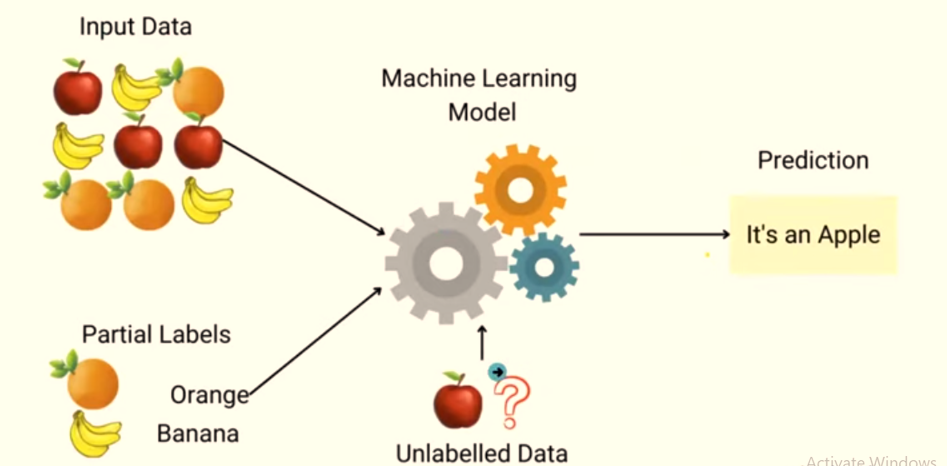 Input Data
Machine Learning
Model
Prediction
It's an Apple
Partial Labels
Orange
Banana
?
Unlabelled Data
Activate Windows